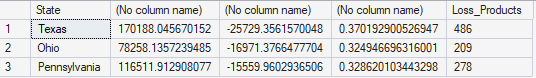 State (No column name) (No column name) (No column name) Loss_Products
1 Texas 170188.045670152 -25729.3561570048 0.370192900526947 486
2 Ohio 78258.1357239485 -16971.3766477704 0.324946696316001 209
3 Pennsylvania 116511.912908077 -15559.9602936506 0.328620103443298 278